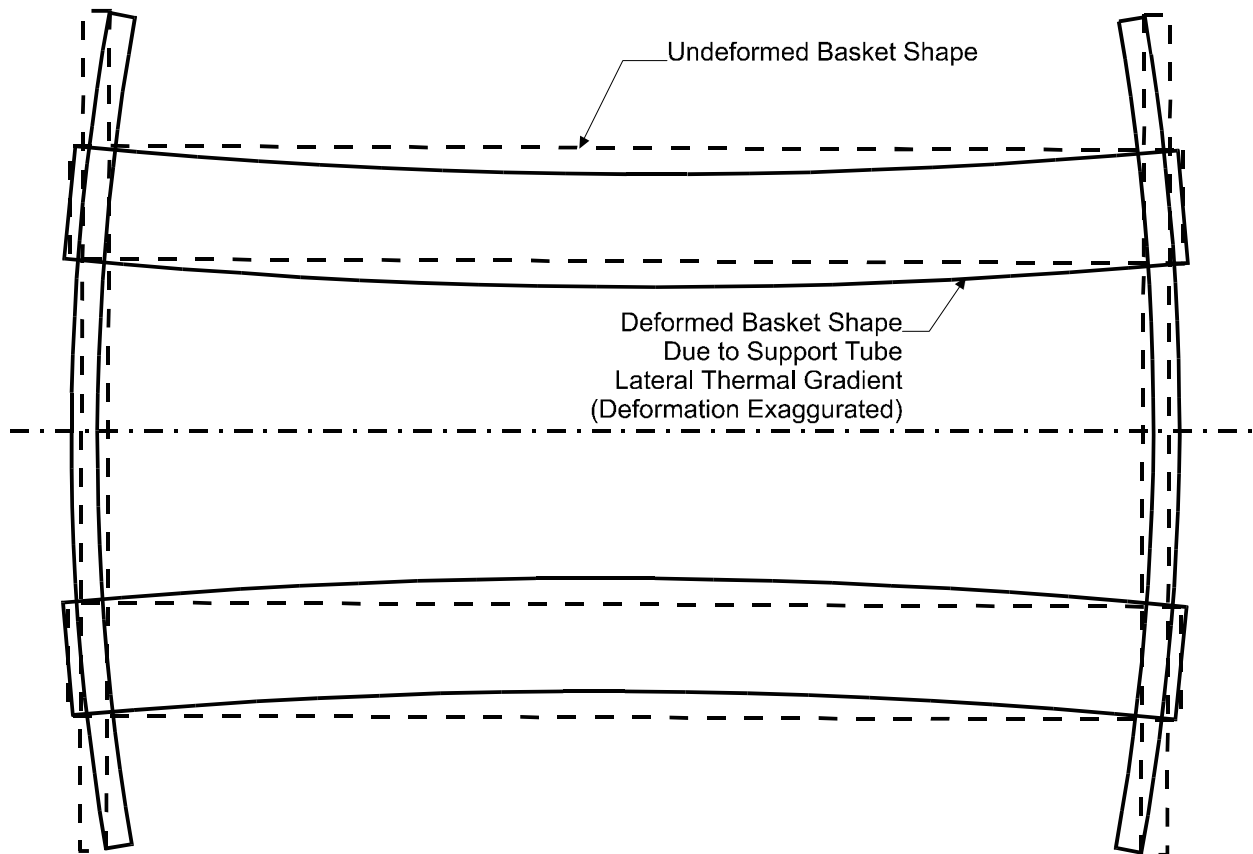 Undeformed Basket Shape
Deformed Basket Shape
Due to Support Tube
Lateral Thermal Gradient
(Deformation Exaggurated)